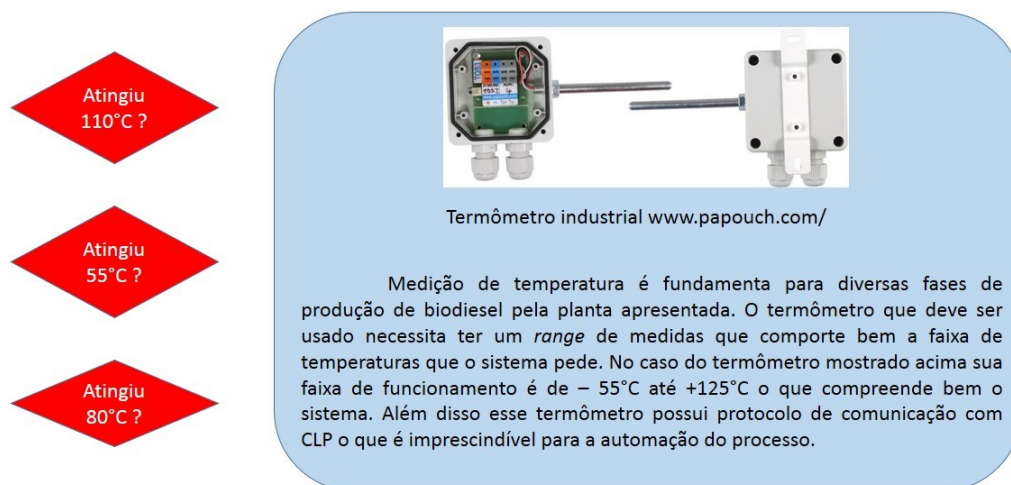 Atingiu
110°C ?
Atingiu
55°C ?
Atingiu
80°C ?
Termômetro industrial www.papouch.com/
Medição de temperatura é fundamenta para diversas fases de
produção de biodiesel pela planta apresentada. O termômetro que deve ser
usado necessita ter um range de medidas que comporte bem a faixa de
temperaturas que o sistema pede. No caso do termômetro mostrado acima sua
faixa de funcionamento é de – 55°C até +125°C o que compreende bem o
sistema. Além disso esse termômetro possui protocolo de comunicação com
CLP o que é imprescindível para a automação do processo.